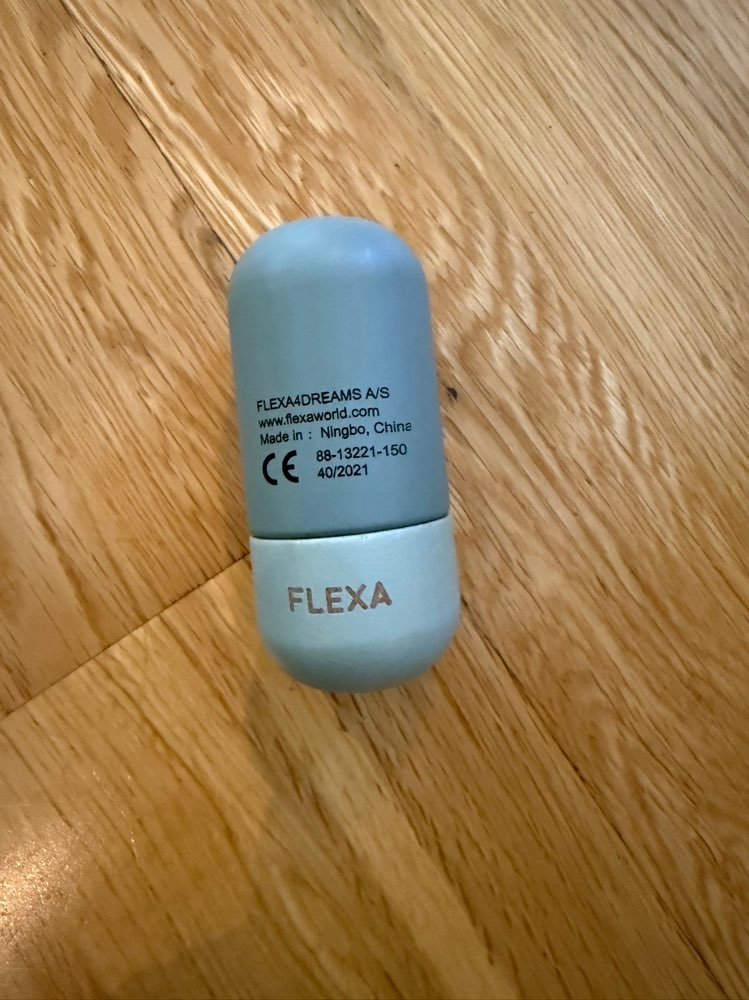 FLEXA4DREAMS A/S
www.flexaworld.com
Made in : Ningbo, China
CE 88-13221-150
40/2021
FLEXA